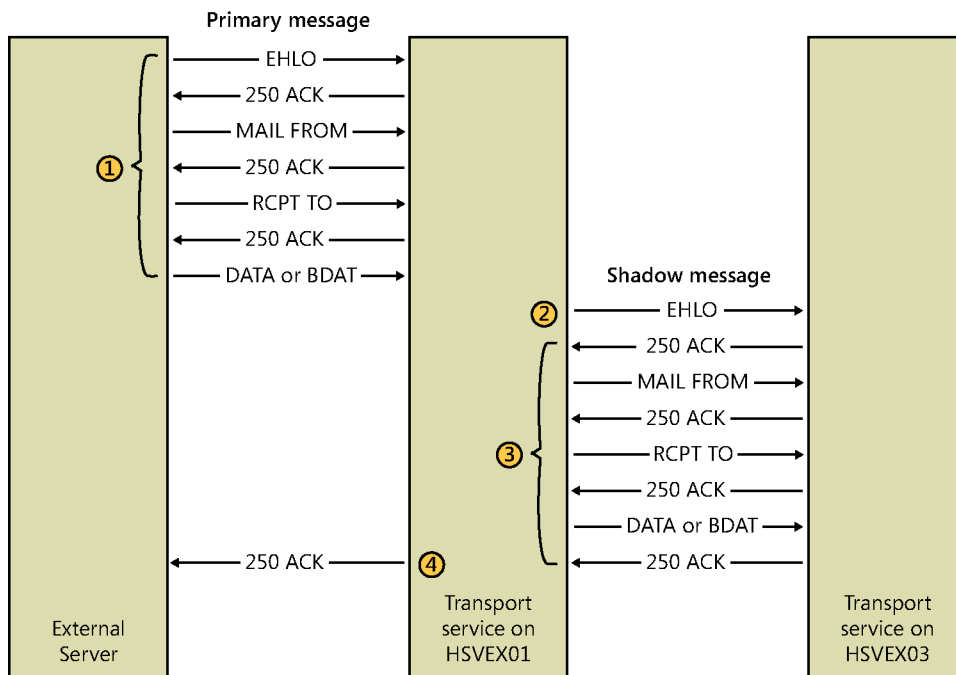 Primary message
EHLO
250 ACK
MAIL FROM
1
250 ACK
RCPT TO
250 ACK
DATA or BDAT
Shadow message
2
EHLO
250 ACK
MAIL FROM
250 ACK
3
RCPT TO
250 ACK
DATA or BDAT
250 ACK
4
250 ACK
External
Server
Transport
service on
HSVEX01
Transport
service on
HSVEX03